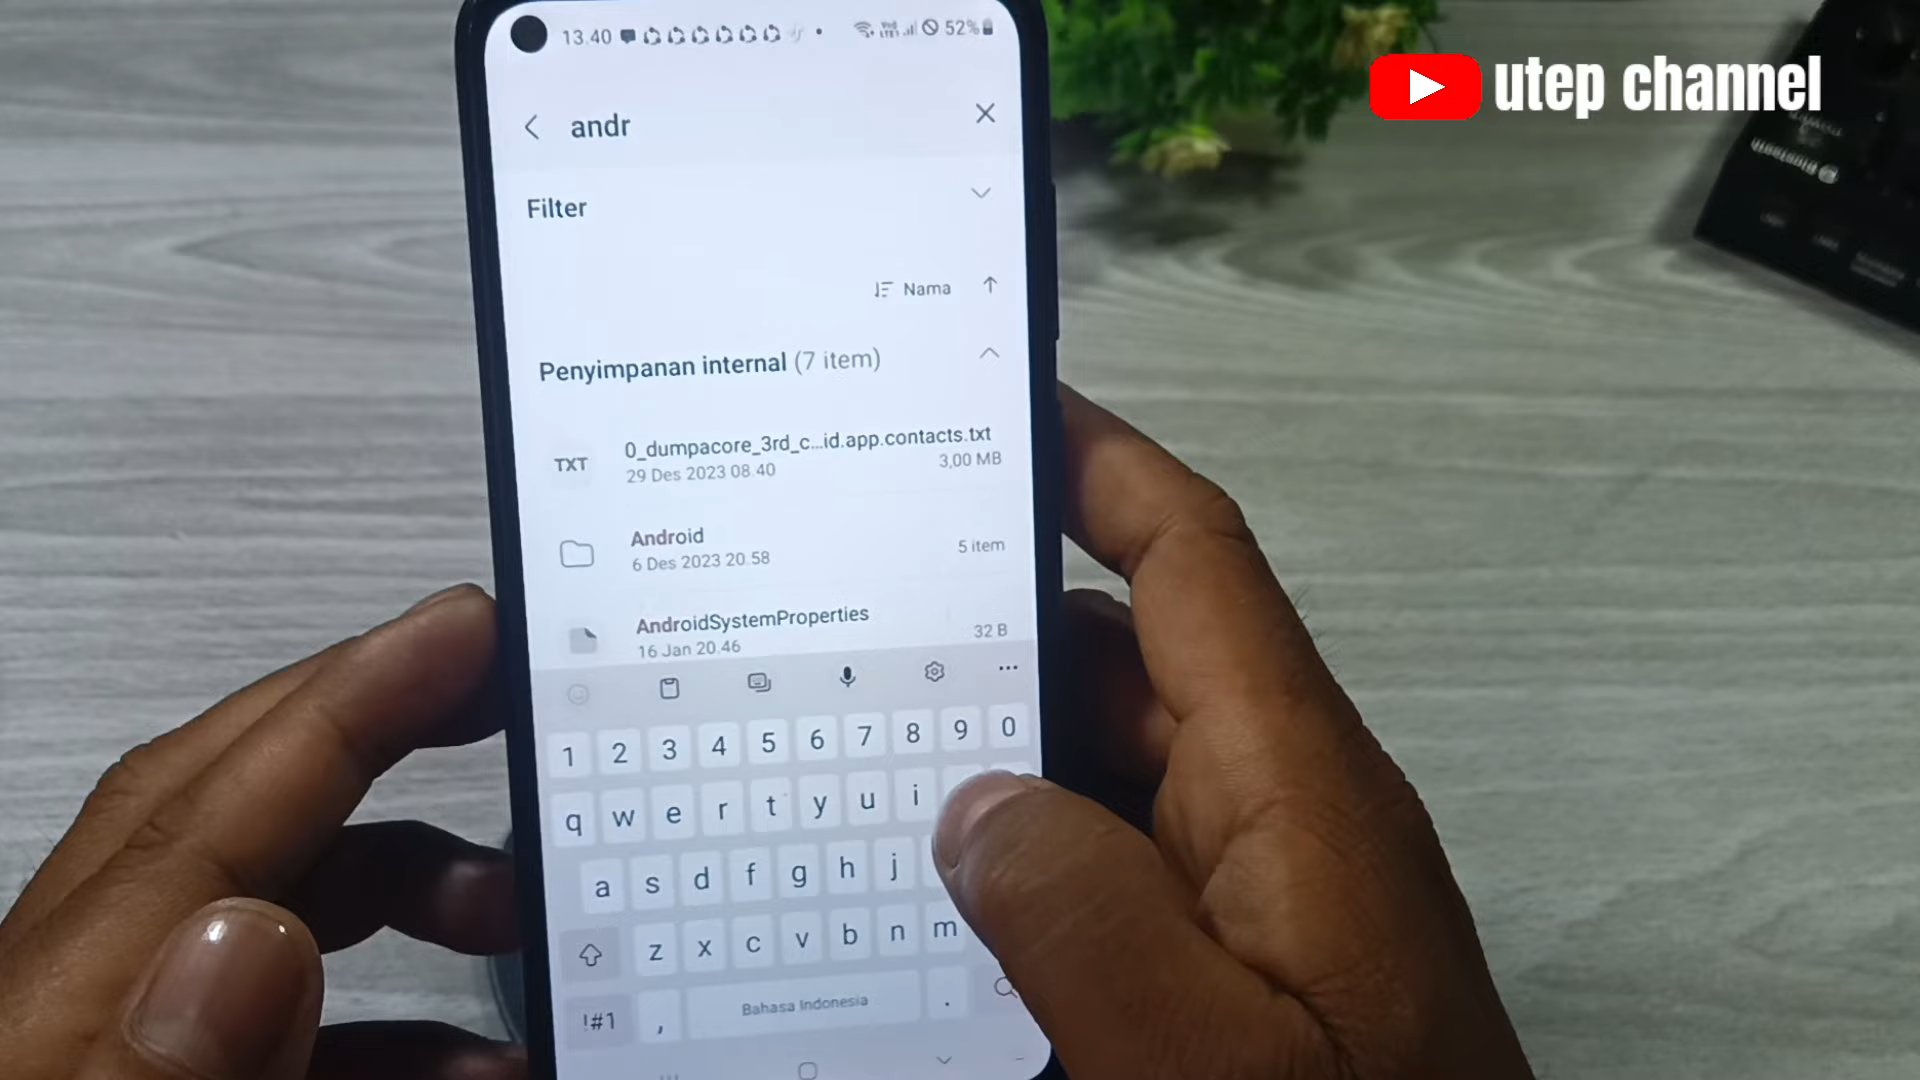 13.40
52%
utep channel
andr
Filter
Nama
Penyimpanan internal (7 item)
TXT
0_dumpacore_3rd_c...id.app.contacts.txt
29 Des 2023 08.40
3,00 MB
Android
6 Des 2023 20.58
5 item
AndroidSystemProperties
16 Jan 20.46
32 B
1 2 3 4 5 6 7 8 9 0
q w e r t y u i
a s d f g h j
z x c v b n m
!#1 , Bahasa Indonesia .
Bluetooth